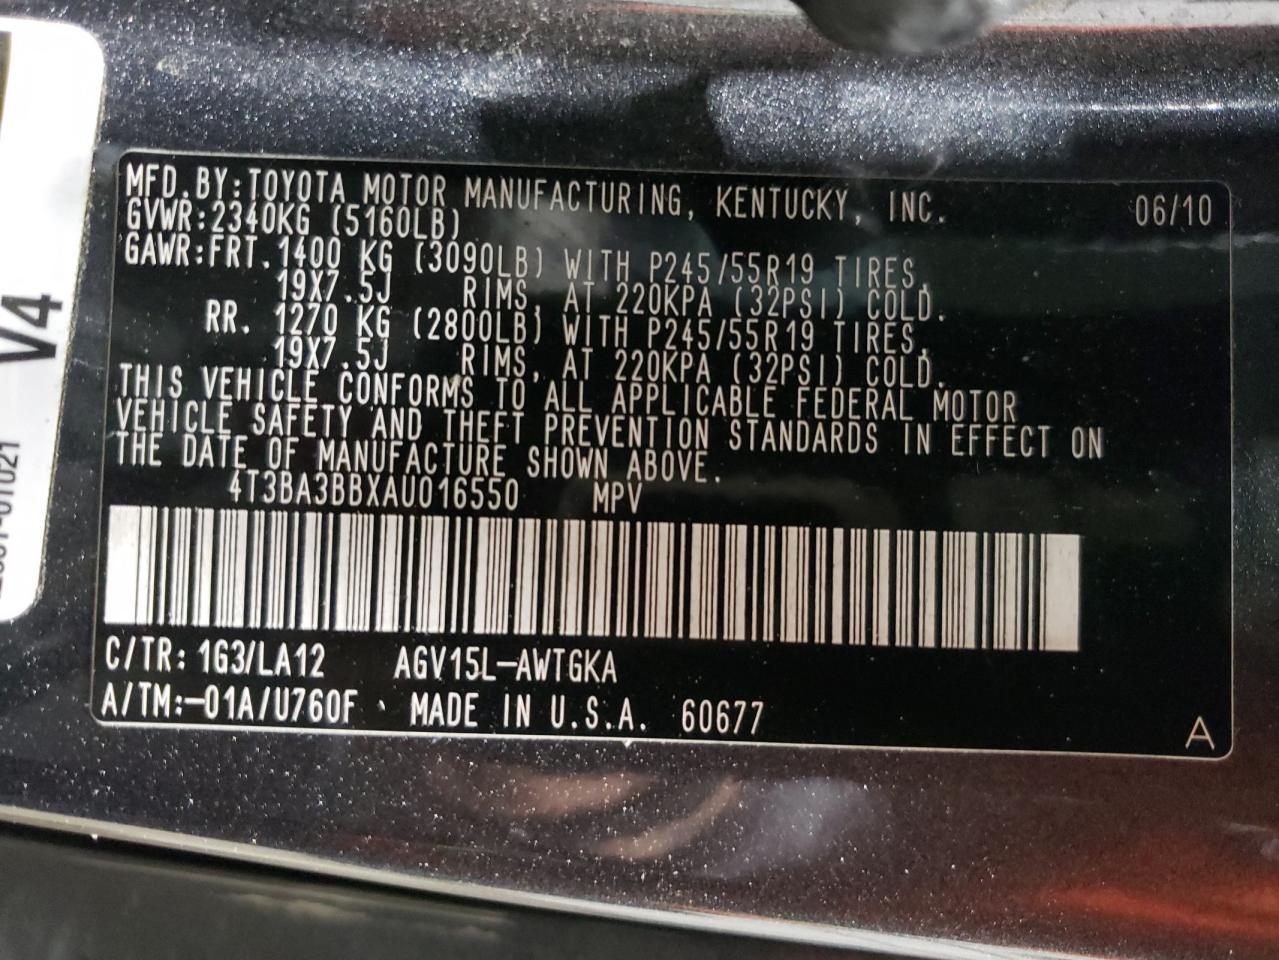 MFD.BY:TOYOTA MOTOR MANUFACTURING, KENTUCKY, INC. 06/10
GVWR:2340KG (5160LB)
GAWR:FRT.1400 KG (3090LB) WITH P245/55R19 TIRES,
19X7.5J RIMS, AT 220KPA (32PSI) COLD.
RR. 1270 KG (2800LB) WITH P245/55R19 TIRES,
19X7.5J RIMS, AT 220KPA (32PSI) COLD.
THIS VEHICLE CONFORMS TO ALL APPLICABLE FEDERAL MOTOR
VEHICLE SAFETY AND THEFT PREVENTION STANDARDS IN EFFECT ON
THE DATE OF MANUFACTURE SHOWN ABOVE.
4T3BA3BBXAU016550 MPV
C/TR: 1G3/LA12 AGV15L-AWTGKA
A/TM:-01A/U760F MADE IN U.S.A. 60677
A
V4